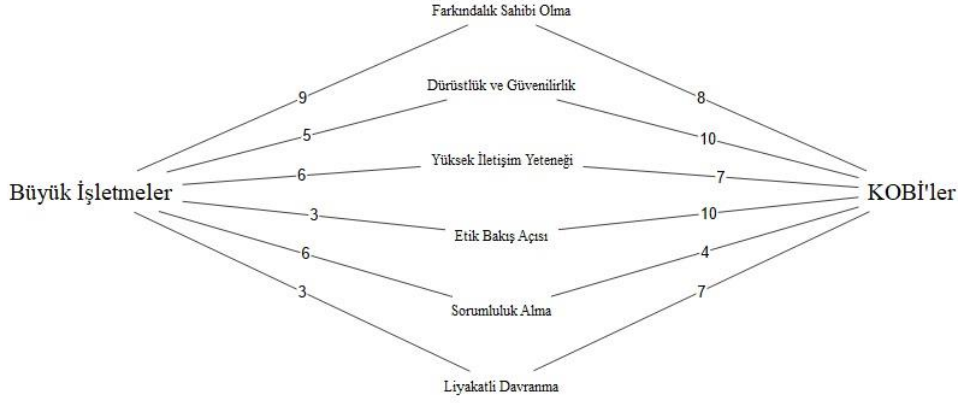 Farkındalık Sahibi Olma
9
8
Dürüstlük ve Güvenilirlik
5
10
Yüksek İletişim Yeteneği
6
7
Büyük İşletmeler
KOBİ'ler
3
10
Etik Bakış Açısı
6
4
Sorumluluk Alma
3
7
Liyakatli Davranma